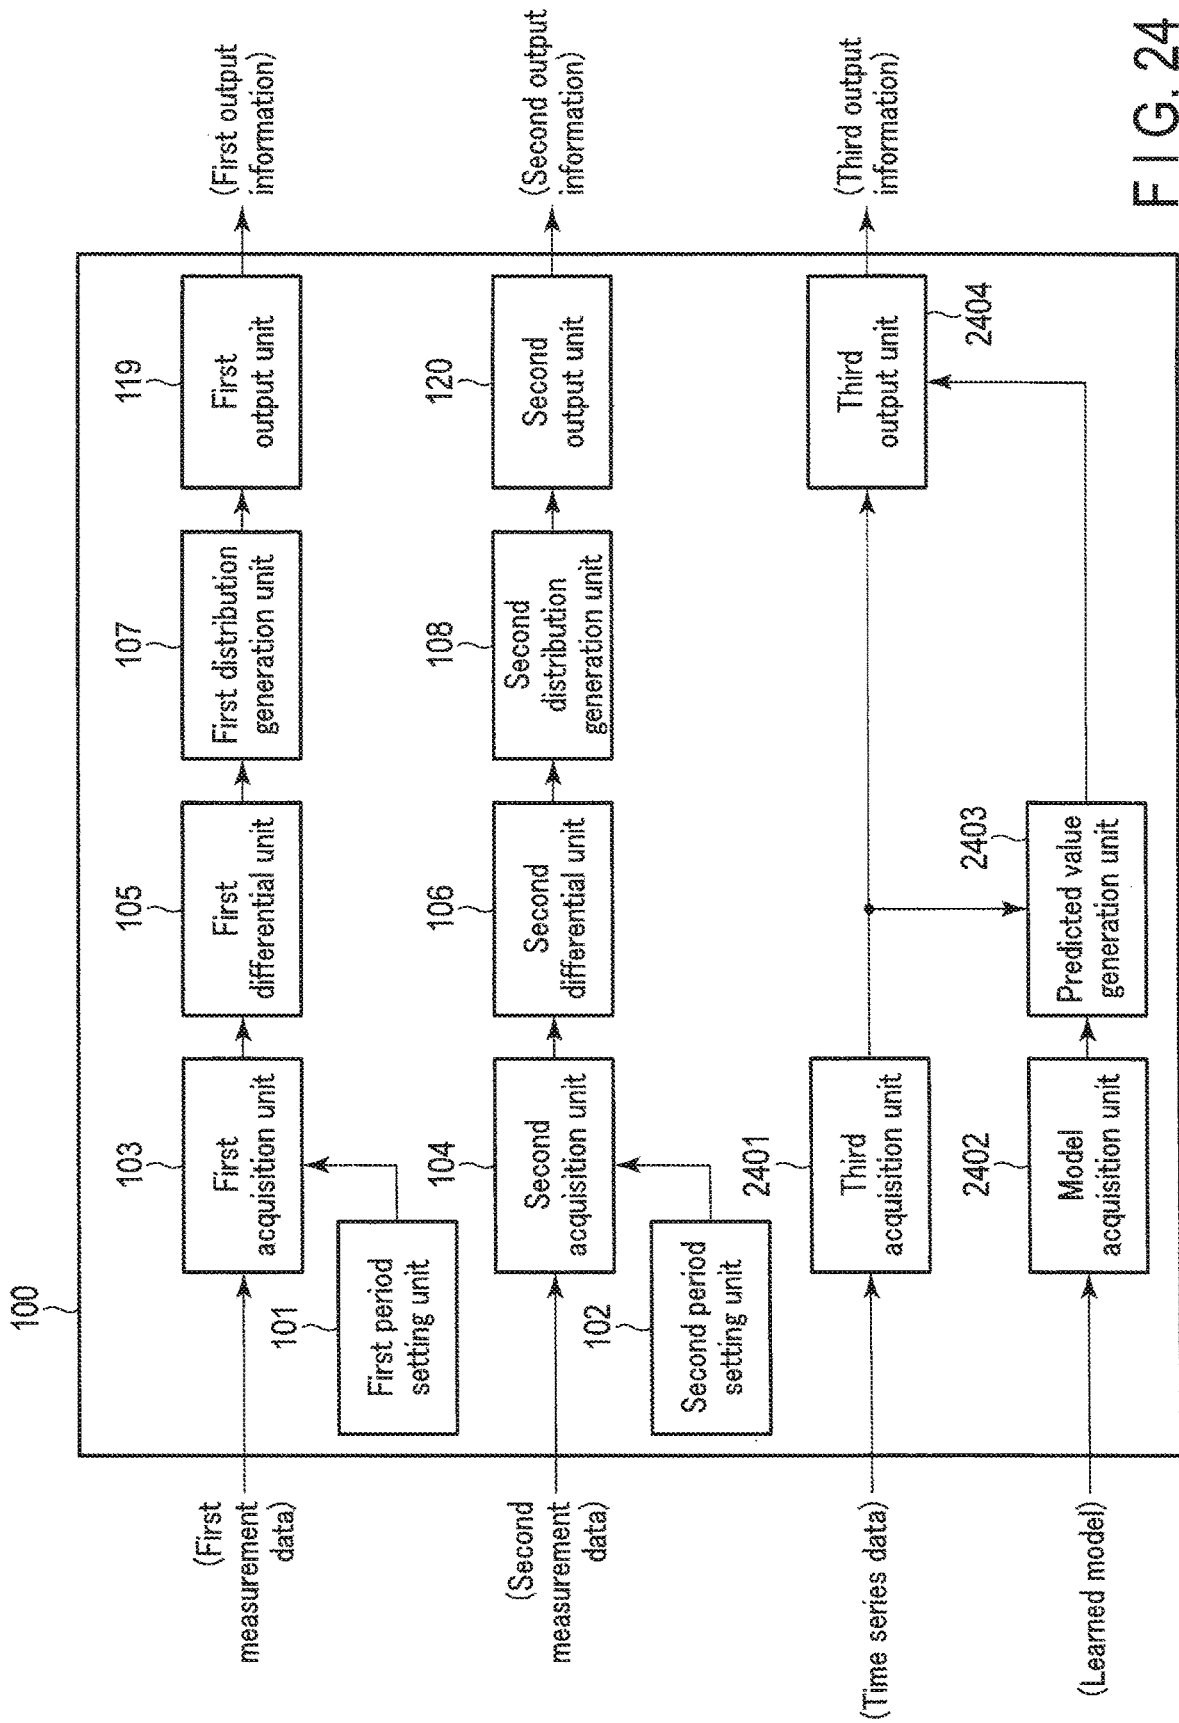 100
(First
measurement
data)
103
First
acquisition unit
105
First
differential unit
107
First distribution
generation unit
119
First
output unit
(First output
information)
101
First period
setting unit
(Second
measurement
data)
104
Second
acquisition unit
106
Second
differential unit
108
Second
distribution
generation unit
120
Second
output unit
(Second output
information)
102
Second period
setting unit
(Time series data)
2401
Third
acquisition unit
Third
output unit
2404
(Third output
information)
(Learned model)
2402
Model
acquisition unit
2403
Predicted value
generation unit
FIG. 24